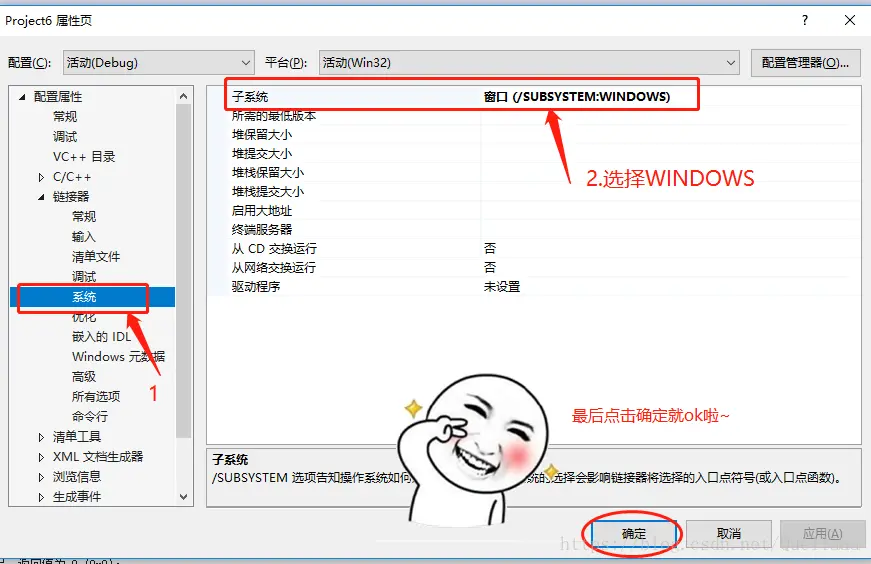 Project6 属性页
?
配置(C):
活动(Debug)
平台(P):
活动(Win32)
配置管理器(O)...
配置属性
常规
调试
VC++ 目录
C/C++
链接器
常规
输入
清单文件
调试
系统
优化
嵌入的 IDL
Windows 元数据
高级
所有选项
命令行
清单工具
XML 文档生成器
浏览信息
生成事件
1
子系统 窗口 (/SUBSYSTEM:WINDOWS)
所需的最低版本
堆保留大小
堆提交大小
堆栈保留大小
堆栈提交大小
启用大地址
终端服务器
从 CD 交换运行 否
从网络交换运行 否
驱动程序 未设置
2.选择WINDOWS
最后点击确定就ok啦~
子系统
/SUBSYSTEM 选项告知操作系统如何 的选择会影响链接器将选择的入口点符号(或入口点函数)。
确定
取消
应用(A)